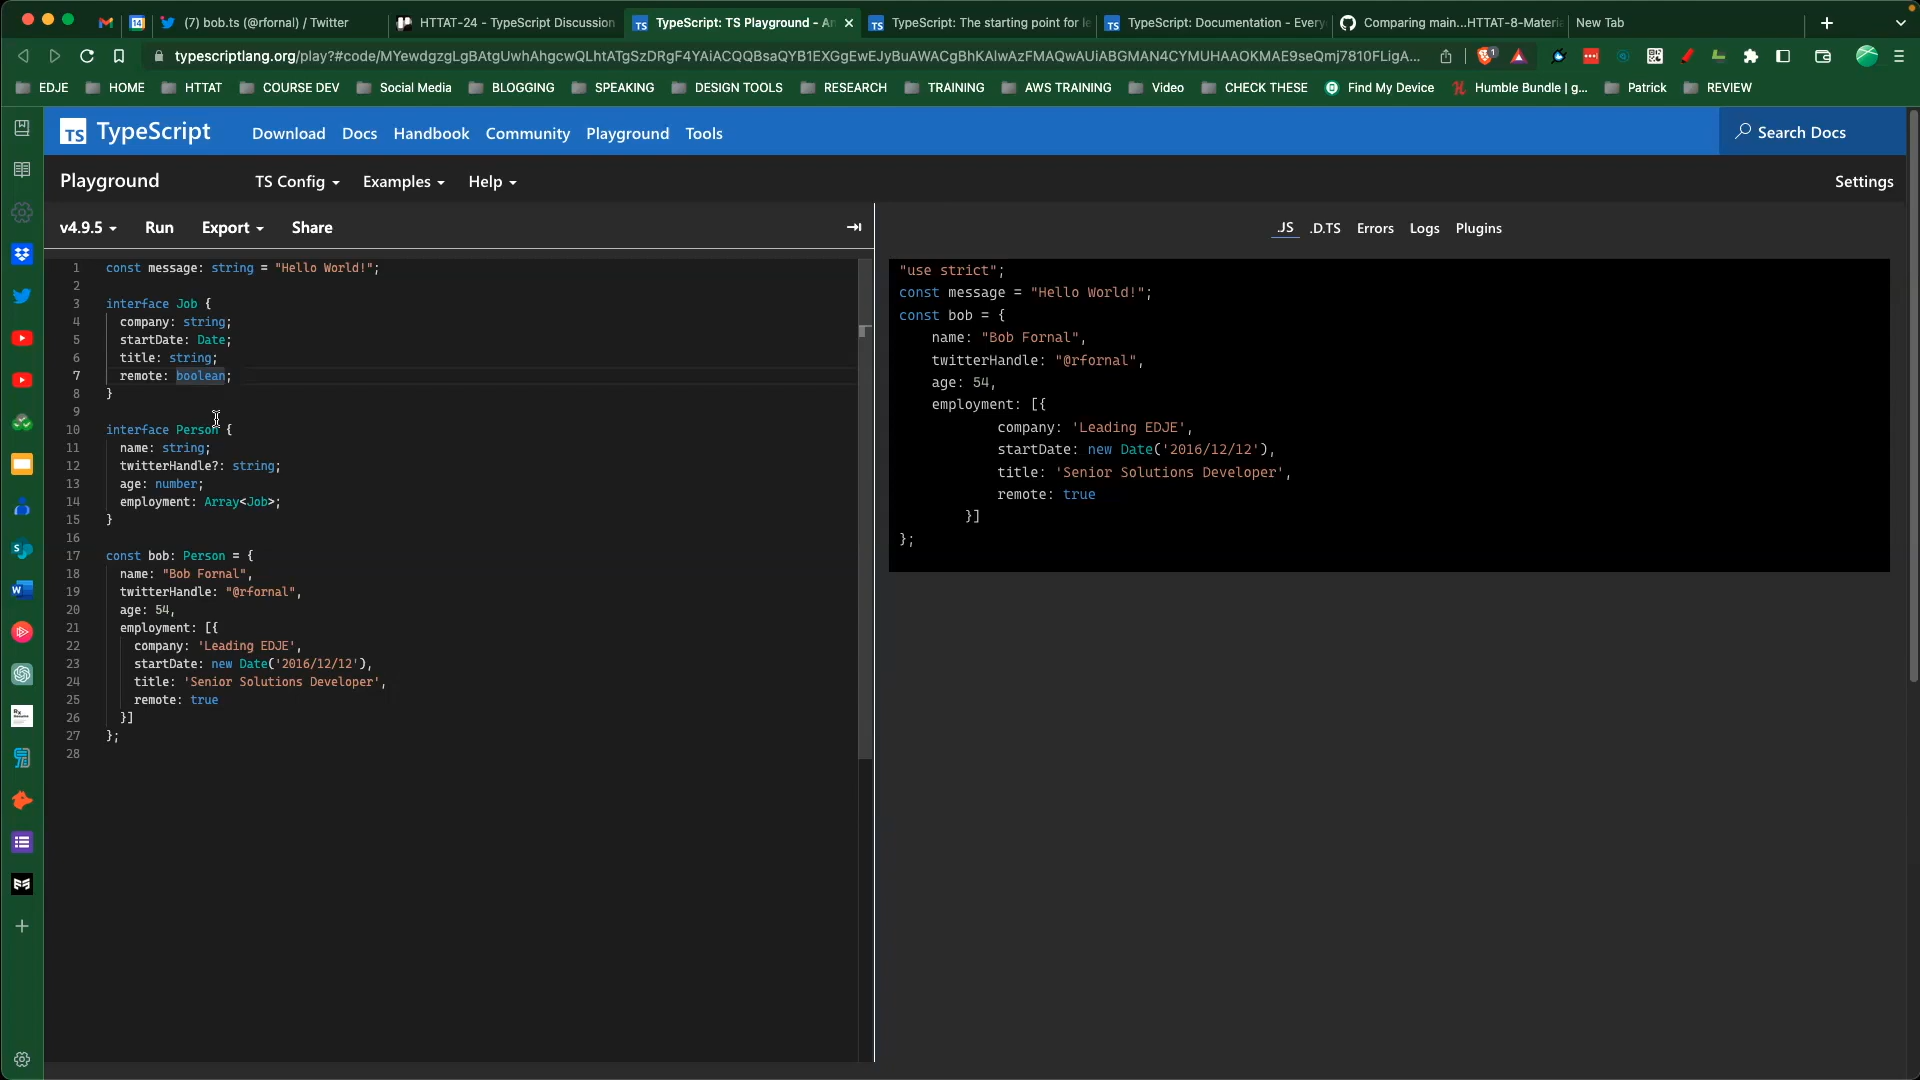 (7) bob.ts (@rfornal) / Twitter
HTTAT-24 - TypeScript Discussion
TypeScript: TS Playground - An
TypeScript: The starting point for le
TypeScript: Documentation - Every
Comparing main...HTTAT-8-Materia
New Tab
typescriptlang.org/play?#code/MYewdgzgLgBAtgUwhAhgcwQLhtATgSzDRgF4YAiACQQBsaQYB1EXGgEwEJyBuAWACgBhKAlwAzFMAQwAUiABGMAN4CYMUHAAOKMAE9seQmj7810FLigA...
EDJE
HOME
HTTAT
COURSE DEV
Social Media
BLOGGING
SPEAKING
DESIGN TOOLS
RESEARCH
TRAINING
AWS TRAINING
Video
CHECK THESE
Find My Device
Humble Bundle | g...
Patrick
REVIEW
TS TypeScript
Download
Docs
Handbook
Community
Playground
Tools
Search Docs
Playground
TS Config
Examples
Help
Settings
v4.9.5
Run
Export
Share
1 const message: string = "Hello World!";
2
3 interface Job {
4 company: string;
5 startDate: Date;
6 title: string;
7 remote: boolean;
8 }
9
10 interface Person {
11 name: string;
12 twitterHandle?: string;
13 age: number;
14 employment: Array<Job>;
15 }
16
17 const bob: Person = {
18 name: "Bob Fornal",
19 twitterHandle: "@rfornal",
20 age: 54,
21 employment: [{
22 company: 'Leading EDJE',
23 startDate: new Date('2016/12/12'),
24 title: 'Senior Solutions Developer',
25 remote: true
26 }]
27 };
28
.JS
.D.TS
Errors
Logs
Plugins
"use strict";
const message = "Hello World!";
const bob = {
name: "Bob Fornal",
twitterHandle: "@rfornal",
age: 54,
employment: [{
company: 'Leading EDJE',
startDate: new Date('2016/12/12'),
title: 'Senior Solutions Developer',
remote: true
}]
};